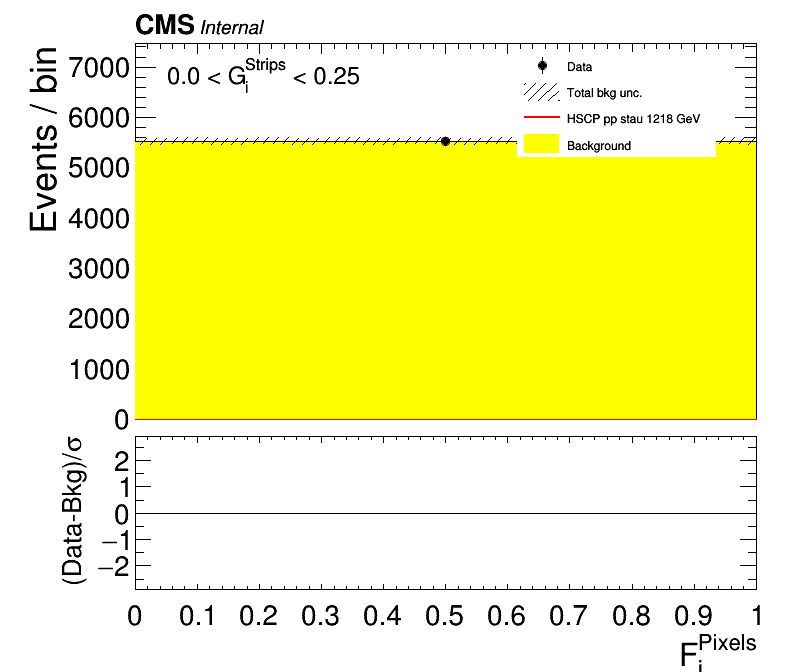 CMS Internal
Events / bin
7000
6000
5000
4000
3000
2000
1000
0
0.0 < G_i^Strips < 0.25
Data
Total bkg unc.
HSCP pp stau 1218 GeV
Background
(Data-Bkg)/σ
2
1
0
−1
−2
0 0.1 0.2 0.3 0.4 0.5 0.6 0.7 0.8 0.9 1
F_i^Pixels